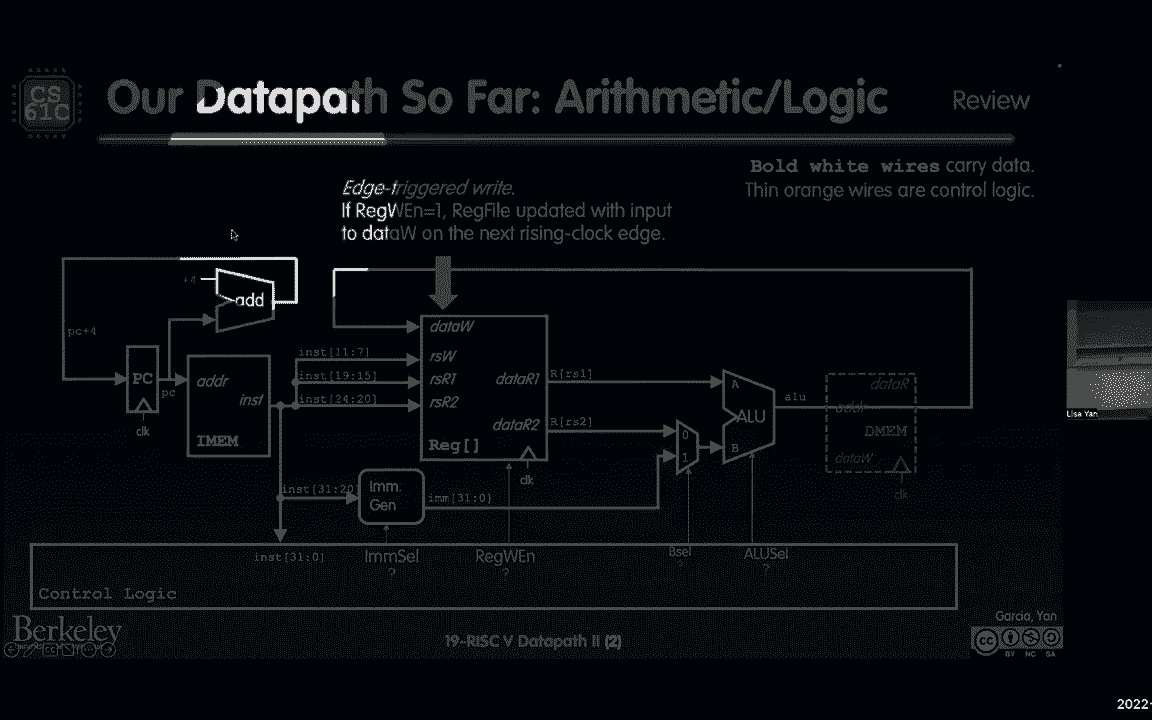 CS
61C
Our Datapath So Far: Arithmetic/Logic
Review
Bold white wires carry data.
Thin orange wires are control logic.
Edge-triggered write.
If RegWEn=1, RegFile updated with input
to dataW on the next rising-clock edge.
+4
add
pc+4
PC
pc
clk
addr
inst
IMEM
inst[11:7]
inst[19:15]
inst[24:20]
dataW
rsW
rsR1
rsR2
dataR1
dataR2
Reg[]
clk
R[rs1]
R[rs2]
0
1
A
ALU
B
alu
dataR
addr
DMEM
dataW
clk
inst[31:20]
Imm.
Gen
imm[31:0]
inst[31:0]
ImmSel
?
RegWEn
?
Bsel
?
ALUSel
?
Control Logic
Berkeley
19-RISC V Datapath II (2)
Garcia, Yan
cc
BY NC SA
Lisa Yan
2022-